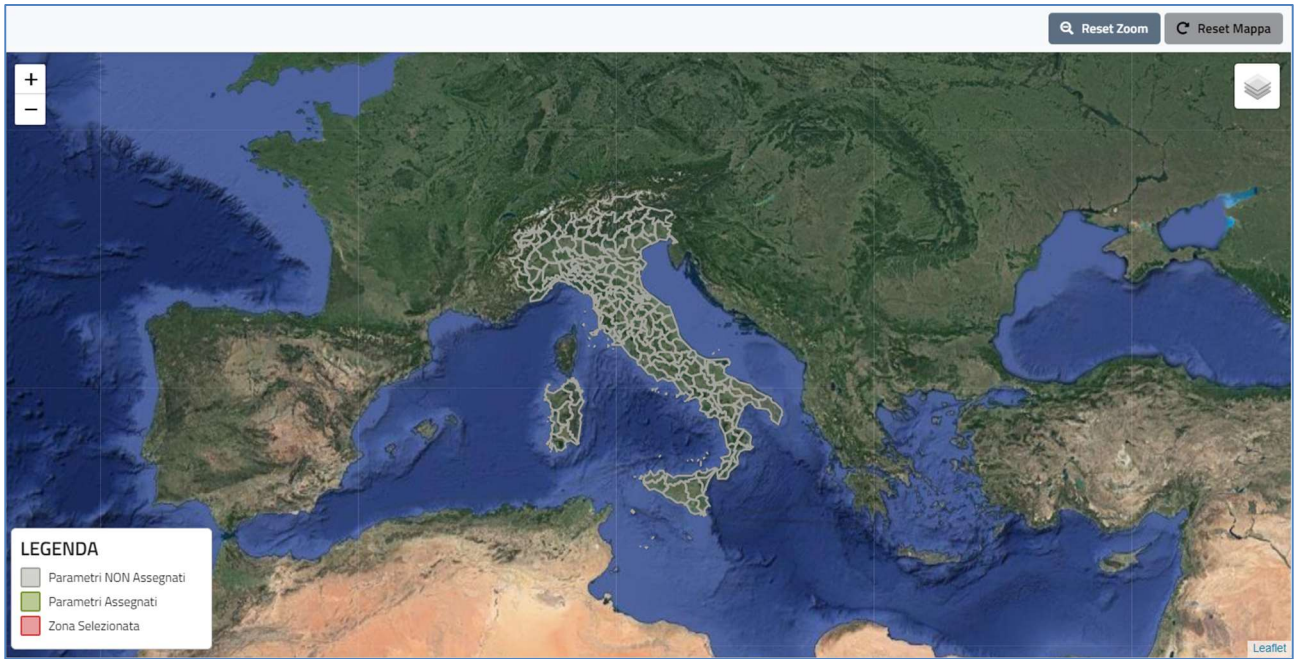 Reset Zoom
Reset Mappa
+
−
LEGENDA
Parametri NON Assegnati
Parametri Assegnati
Zona Selezionata
Leaflet